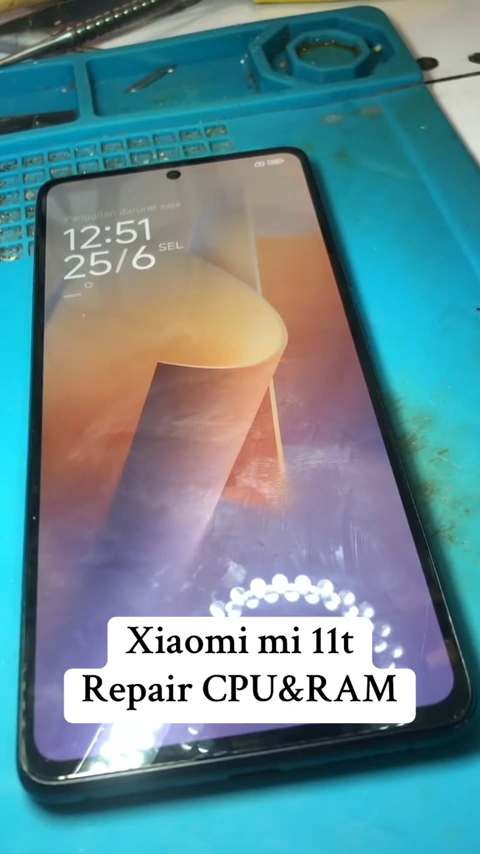 Panggilan darurat saja
12:51
25/6 SEL
Xiaomi mi 11t
Repair CPU&RAM